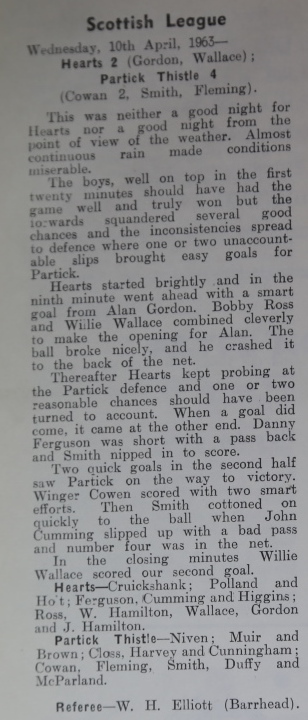 Scottish League
Wednesday, 10th April, 1963—
Hearts 2 (Gordon, Wallace);
Partick Thistle 4
(Cowan 2, Smith, Fleming).
This was neither a good night for
Hearts nor a good night from the
point of view of the weather. Almost
continuous rain made conditions
miserable.
The boys, well on top in the first
twenty minutes should have had the
game well and truly won but the
forwards squandered several good
chances and the inconsistencies spread
to defence where one or two unaccount-
able slips brought easy goals for
Partick.
Hearts started brightly and in the
ninth minute went ahead with a smart
goal from Alan Gordon. Bobby Ross
and Willie Wallace combined cleverly
to make the opening for Alan. The
ball broke nicely, and he crashed it
to the back of the net.
Thereafter Hearts kept probing at
the Partick defence and one or two
reasonable chances should have been
turned to account. When a goal did
come, it came at the other end. Danny
Ferguson was short with a pass back
and Smith nipped in to score.
Two quick goals in the second half
saw Partick on the way to victory.
Winger Cowen scored with two smart
efforts. Then Smith cottoned on
quickly to the ball when John
Cumming slipped up with a bad pass
and number four was in the net.
In the closing minutes Willie
Wallace scored our second goal.
Hearts—Cruickshank; Polland and
Holt; Ferguson, Cumming and Higgins;
Ross, W. Hamilton, Wallace, Gordon
and J. Hamilton.
Partick Thistle—Niven; Muir and
Brown; Closs, Harvey and Cunningham;
Cowan, Fleming, Smith, Duffy and
McParland.
Referee—W. H. Elliott (Barrhead).